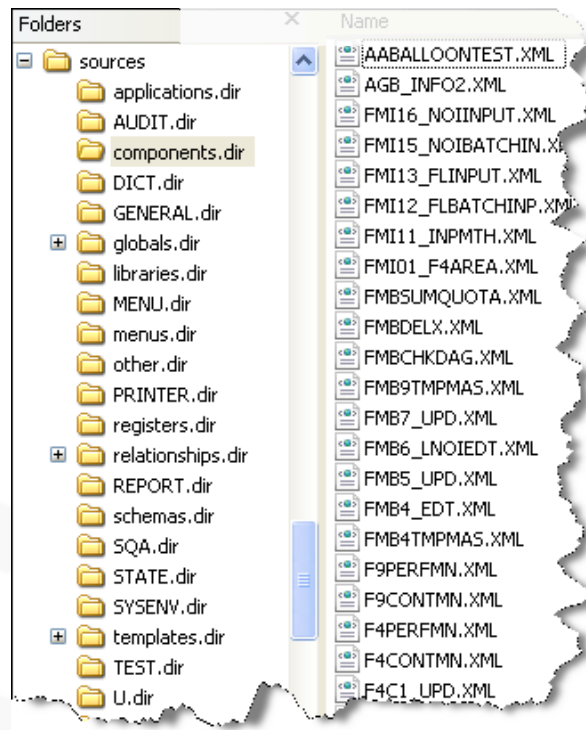 Folders
sources
applications.dir
AUDIT.dir
components.dir
DICT.dir
GENERAL.dir
globals.dir
libraries.dir
MENU.dir
menus.dir
other.dir
PRINTER.dir
registers.dir
relationships.dir
REPORT.dir
schemas.dir
SQA.dir
STATE.dir
SYSENV.dir
templates.dir
TEST.dir
U.dir
Name
AABALLOONTEST.XML
AGB_INFO2.XML
FMI16_NOIINPUT.XML
FMI15_NOIBATCHIN.X
FMI13_FLINPUT.XML
FMI12_FLBATCHINP.XML
FMI11_INPMTH.XML
FMI01_F4AREA.XML
FMBSUMQUOTA.XML
FMBDELX.XML
FMBCHKDAG.XML
FMB9TMPMAS.XML
FMB7_UPD.XML
FMB6_LNOIEDT.XML
FMB5_UPD.XML
FMB4_EDT.XML
FMB4TMPMAS.XML
F9PERFMN.XML
F9CONTMN.XML
F4PERFMN.XML
F4CONTMN.XML
F4C1_UPD.XML